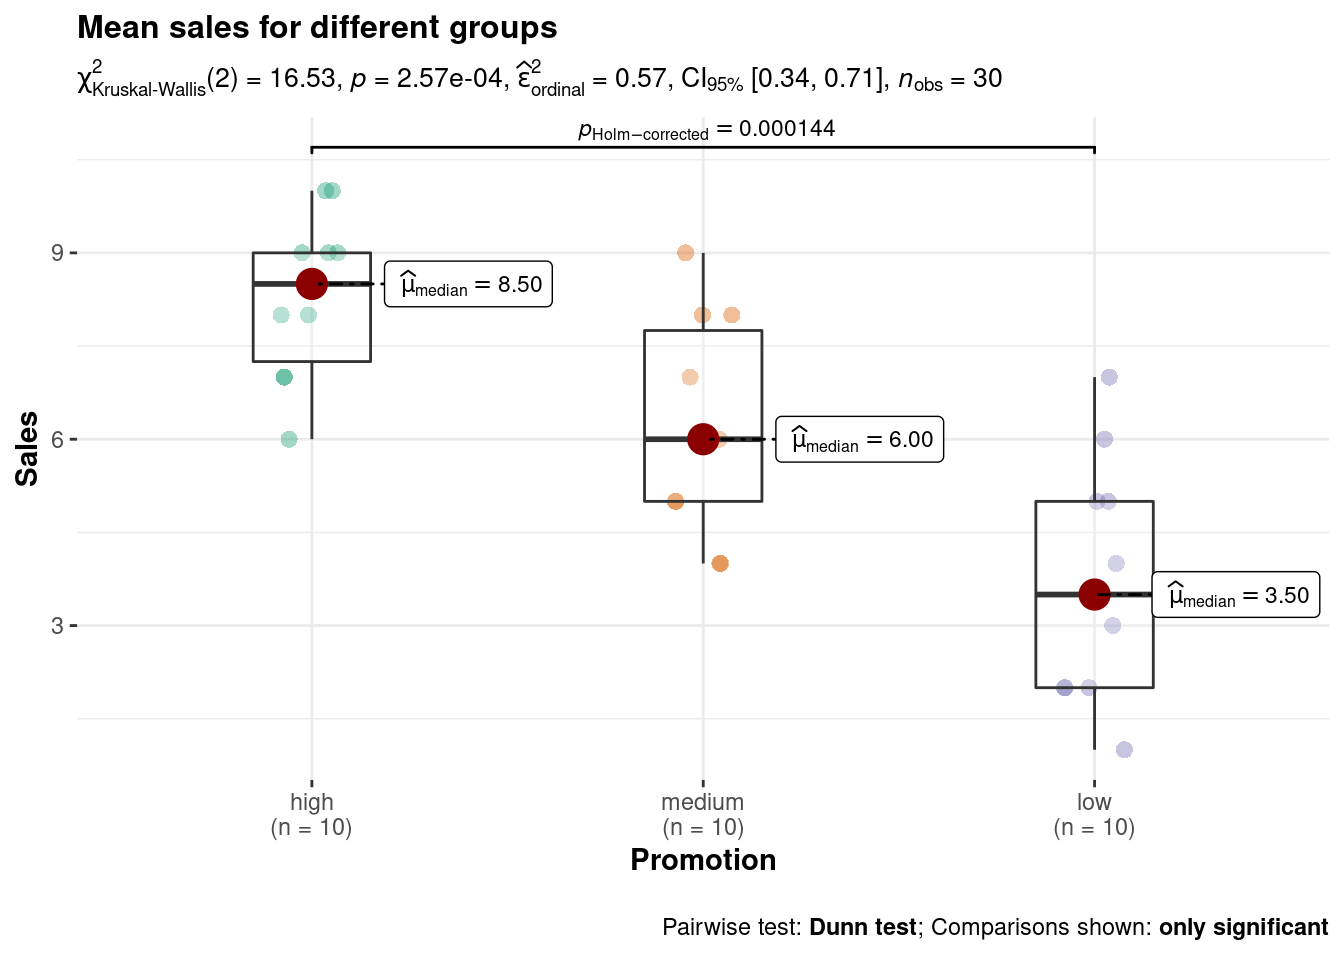 Mean sales for different groups
χ²Kruskal-Wallis(2) = 16.53, p = 2.57e-04, ε̂²ordinal = 0.57, CI95% [0.34, 0.71], nobs = 30
pHolm−corrected = 0.000144
9
6
3
Sales
μ̂median = 8.50
μ̂median = 6.00
μ̂median = 3.50
high
(n = 10)
medium
(n = 10)
low
(n = 10)
Promotion
Pairwise test: Dunn test; Comparisons shown: only significant